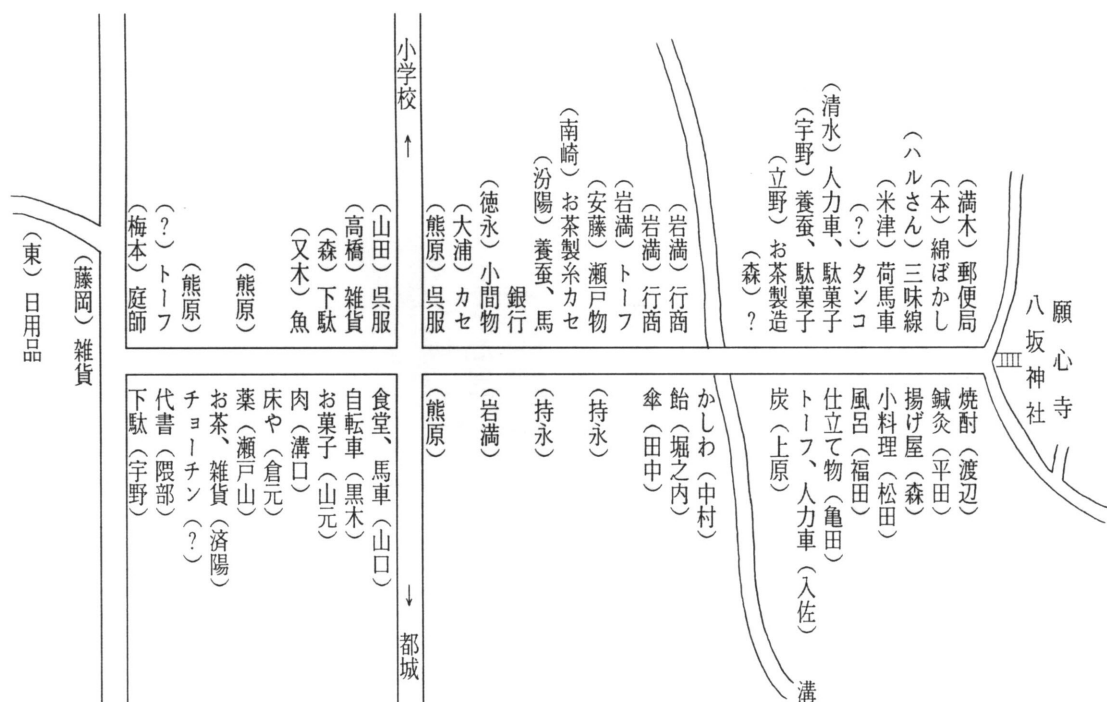 願心寺
八坂神社
(満木)郵便局
(本)綿ぼかし
(ハルさん)三味線
(米津)荷馬車
(?)タンコ
(清水)人力車、駄菓子
(宇野)養蚕、駄菓子
(立野)お茶製造
(森)?
(岩満)行商
(岩満)行商
(岩満)トーフ
(安藤)瀬戸物
(南崎)お茶製糸カセ
(汾陽)養蚕、馬
銀行
(徳永)小間物
(大浦)カセ
(熊原)呉服
小学校
↑
(山田)呉服
(高橋)雑貨
(森)下駄
(又木)魚
(熊原)
(熊原)
(?)トーフ
(梅本)庭師
(藤岡)雑貨
(東)日用品
焼酎(渡辺)
鍼灸(平田)
揚げ屋(森)
小料理(松田)
風呂(福田)
仕立て物(亀田)
トーフ、人力車(入佐)
炭(上原)
溝
かしわ(中村)
飴(堀之内)
傘(田中)
(持永)
(持永)
(岩満)
(熊原)
↓
都城
食堂、馬車(山口)
自転車(黒木)
お菓子(山元)
肉(溝口)
床や(倉元)
薬(瀬戸山)
お茶、雑貨(済陽)
チョーチン(?)
代書(隈部)
下駄(宇野)